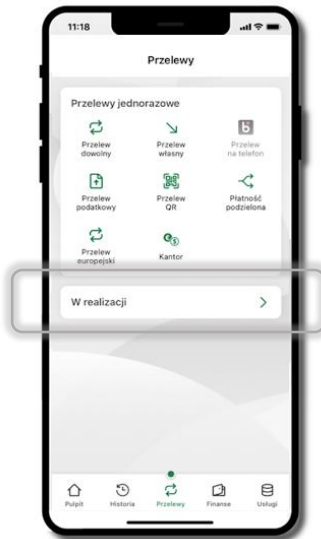 11:18
Przelewy
Przelewy jednorazowe
Przelew
dowolny
Przelew
własny
Przelew
na telefon
Przelew
podatkowy
Przelew
QR
Płatność
podzielona
Przelew
europejski
Kantor
W realizacji
Pulpit
Historia
Przelewy
Finanse
Usługi